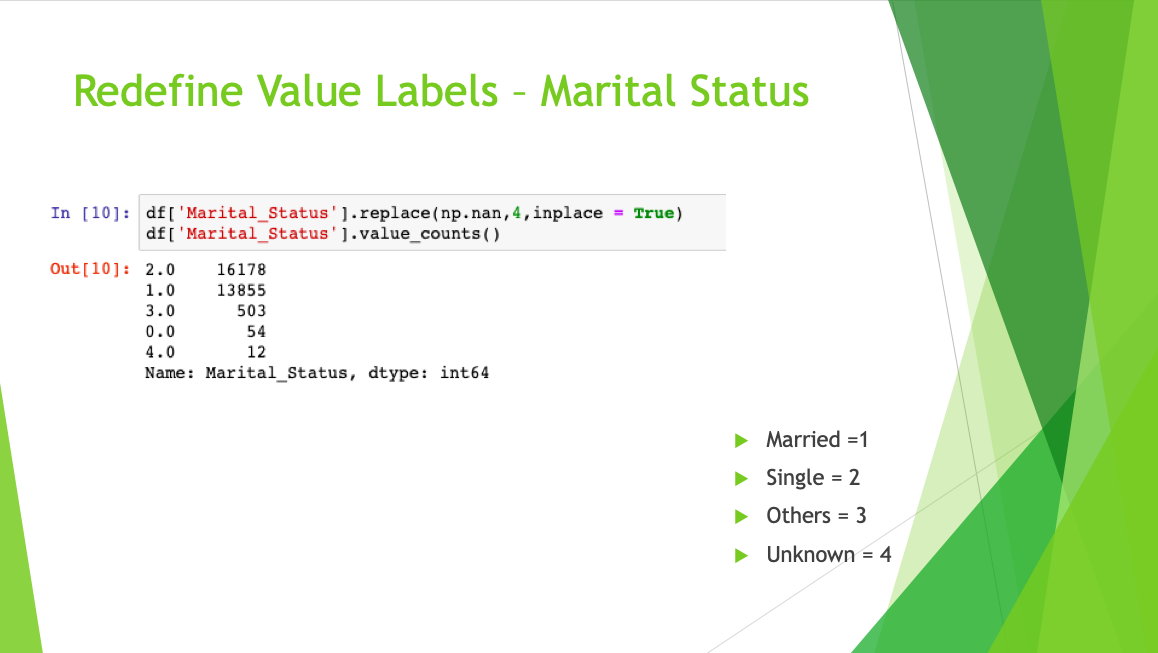 Redefine Value Labels – Marital Status
In [10]: df['Marital_Status'].replace(np.nan,4,inplace = True)
df['Marital_Status'].value_counts()
Out[10]: 2.0    16178
1.0    13855
3.0      503
0.0       54
4.0       12
Name: Marital_Status, dtype: int64
Married =1
Single = 2
Others = 3
Unknown = 4